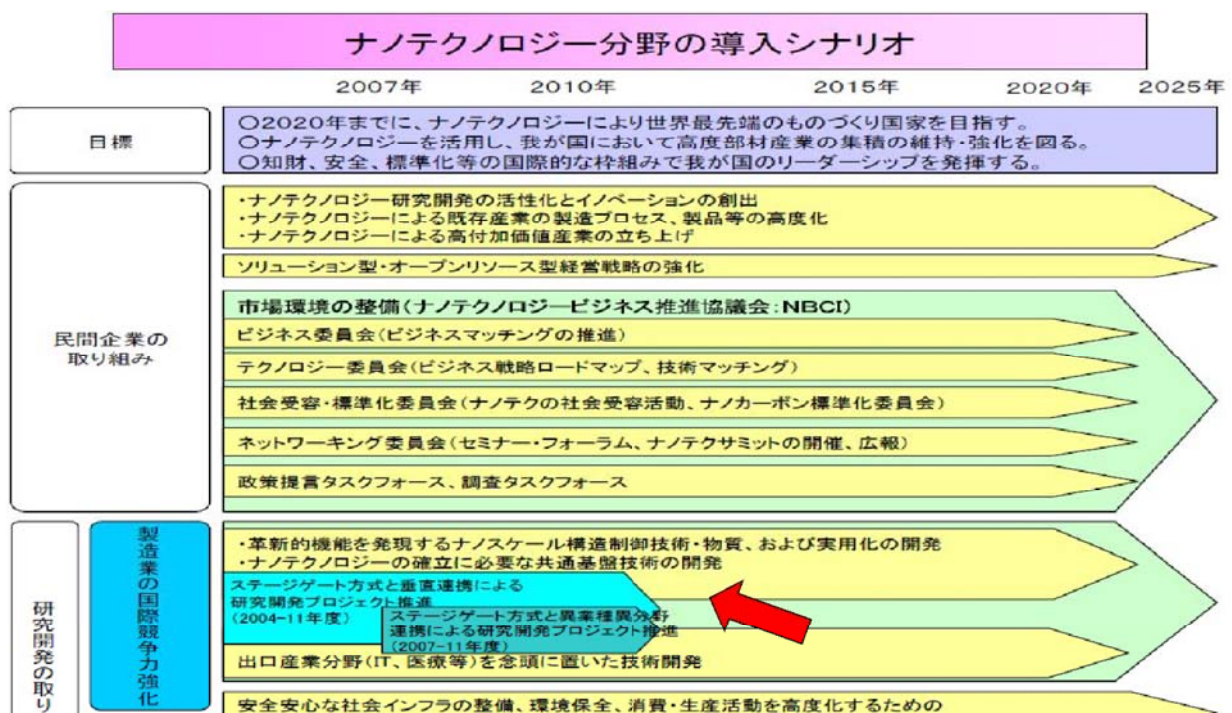 ナノテクノロジー分野の導入シナリオ
2007年 2010年 2015年 2020年 2025年
目標
○2020年までに、ナノテクノロジーにより世界最先端のものづくり国家を目指す。
○ナノテクノロジーを活用し、我が国において高度部材産業の集積の維持・強化を図る。
○知財、安全、標準化等の国際的な枠組みで我が国のリーダーシップを発揮する。
民間企業の
取り組み
・ナノテクノロジー研究開発の活性化とイノベーションの創出
・ナノテクノロジーによる既存産業の製造プロセス、製品等の高度化
・ナノテクノロジーによる高付加価値産業の立ち上げ
ソリューション型・オープンリソース型経営戦略の強化
市場環境の整備(ナノテクノロジービジネス推進協議会:NBCI)
ビジネス委員会(ビジネスマッチングの推進)
テクノロジー委員会(ビジネス戦略ロードマップ、技術マッチング)
社会受容・標準化委員会(ナノテクの社会受容活動、ナノカーボン標準化委員会)
ネットワーキング委員会(セミナー・フォーラム、ナノテクサミットの開催、広報)
政策提言タスクフォース、調査タスクフォース
研究開発の取り
製造業の国際競争力強化
・革新的機能を発現するナノスケール構造制御技術・物質、および実用化の開発
・ナノテクノロジーの確立に必要な共通基盤技術の開発
ステージゲート方式と垂直連携による
研究開発プロジェクト推進
(2004-11年度)
ステージゲート方式と異業種異分野
連携による研究開発プロジェクト推進
(2007-11年度)
出口産業分野(IT、医療等)を念頭に置いた技術開発
安全安心な社会インフラの整備、環境保全、消費・生産活動を高度化するための